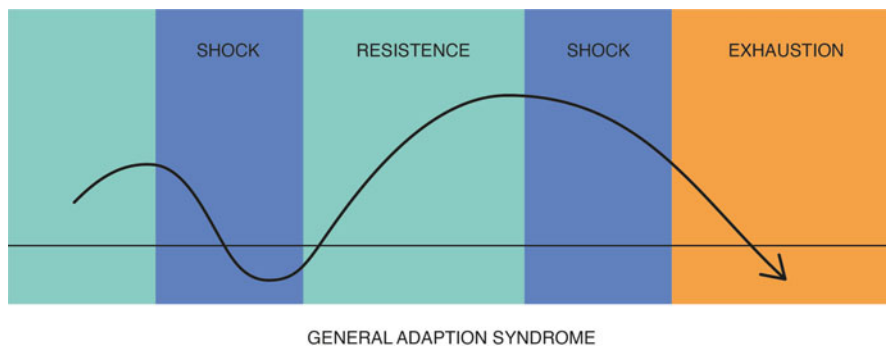 SHOCK RESISTENCE SHOCK EXHAUSTION
GENERAL ADAPTION SYNDROME